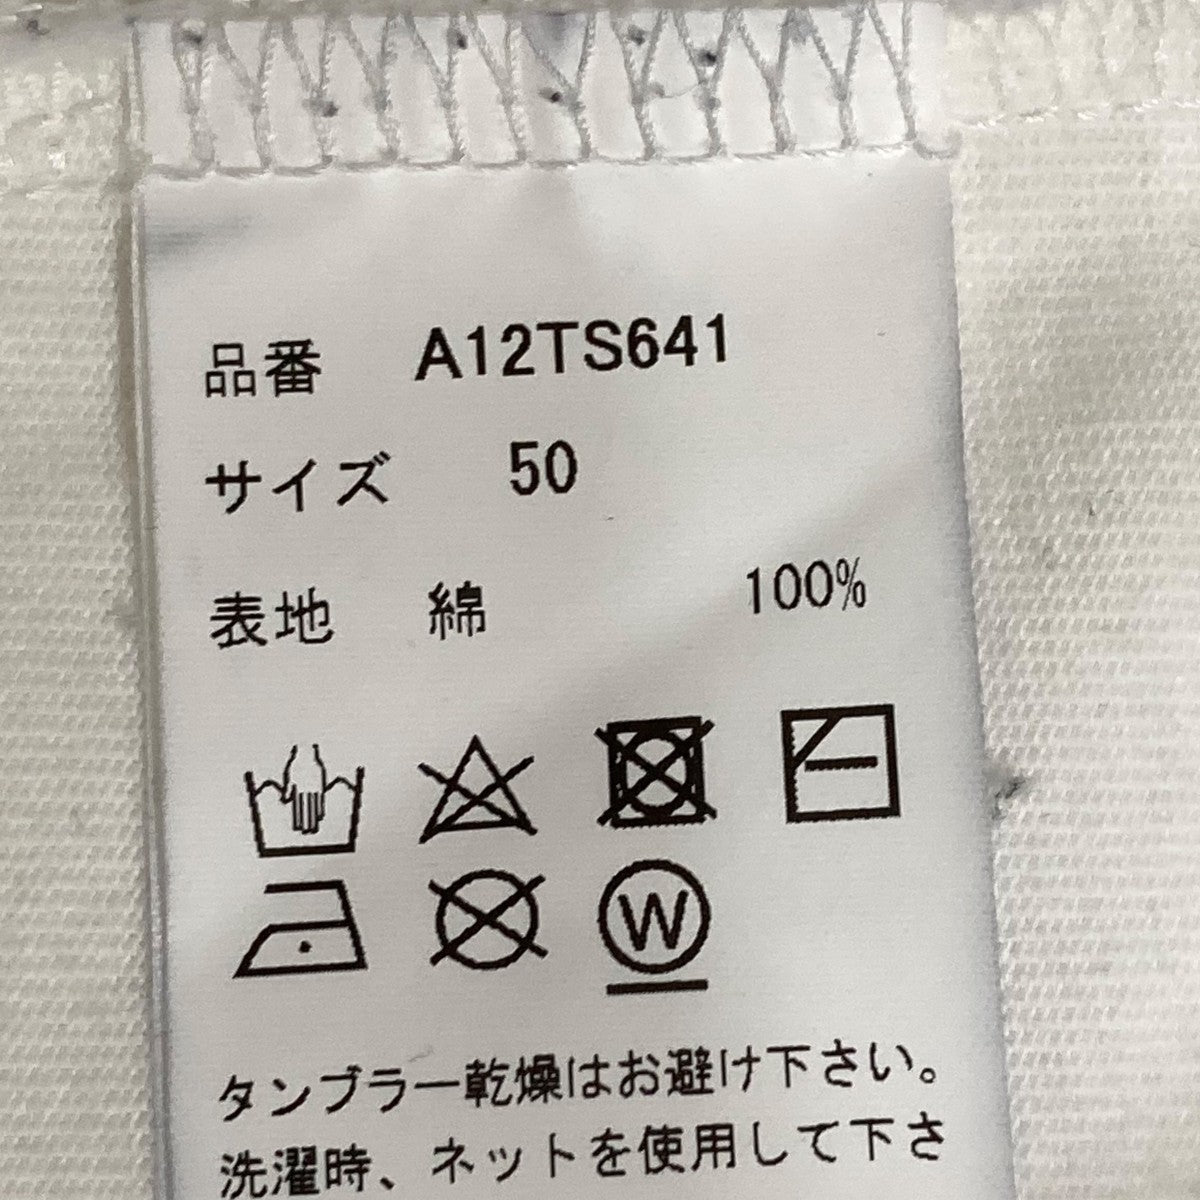 品番 A12TS641
サイズ 50
表地 綿 100%
W
タンブラー乾燥はお避け下さい。
洗濯時、ネットを使用して下さ